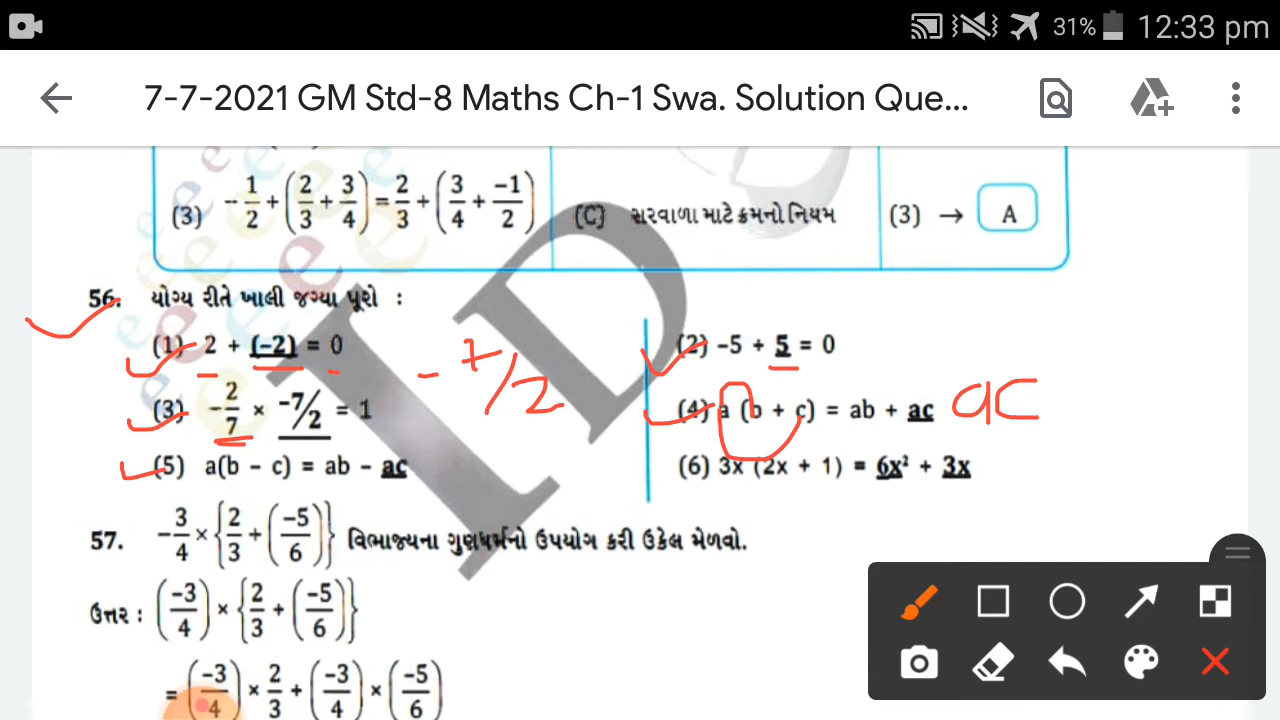 31% 12:33 pm
7-7-2021 GM Std-8 Maths Ch-1 Swa. Solution Que...
(3) -1/2 + (2/3 + 3/4) = 2/3 + (3/4 + -1/2) (C) સરવાળા માટે ક્રમનો નિયમ (3) → A
56. યોગ્ય રીતે ખાલી જગ્યા પૂરો :
(1) 2 + (-2) = 0 (2) -5 + 5 = 0
- 7/2
(3) -2/7 × -7/2 = 1 (4) a (b + c) = ab + ac ac
(5) a(b - c) = ab - ac (6) 3x (2x + 1) = 6x² + 3x
57. -3/4 × {2/3 + (-5/6)} વિભાજ્યના ગુણધર્મનો ઉપયોગ કરી ઉકેલ મેળવો.
ઉત્તર : (-3/4) × {2/3 + (-5/6)}
= (-3/4) × 2/3 + (-3/4) × (-5/6)